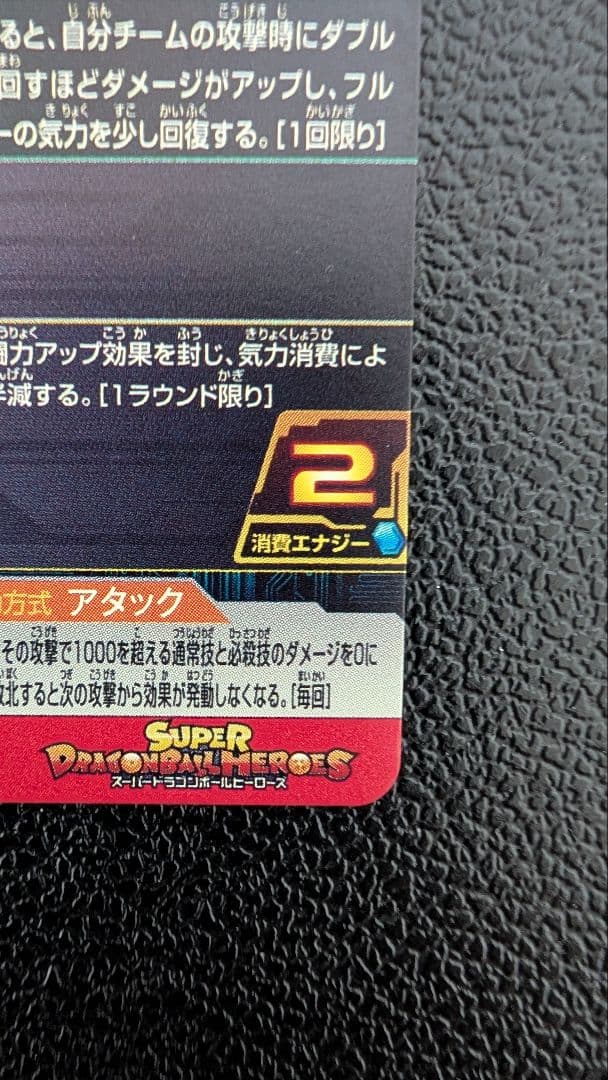 ると、自分チームの攻撃時にダブル
回すほどダメージがアップし、フル
ーの気力を少し回復する。[1回限り]
闘力アップ効果を封じ、気力消費によ
半減する。[1ラウンド限り]
2
消費エナジー
方式 アタック
その攻撃で1000を超える通常技と必殺技のダメージを0に
敗北すると次の攻撃から効果が発動しなくなる。[毎回]
SUPER
DRAGONBALL HEROES
スーパードラゴンボールヒーローズ